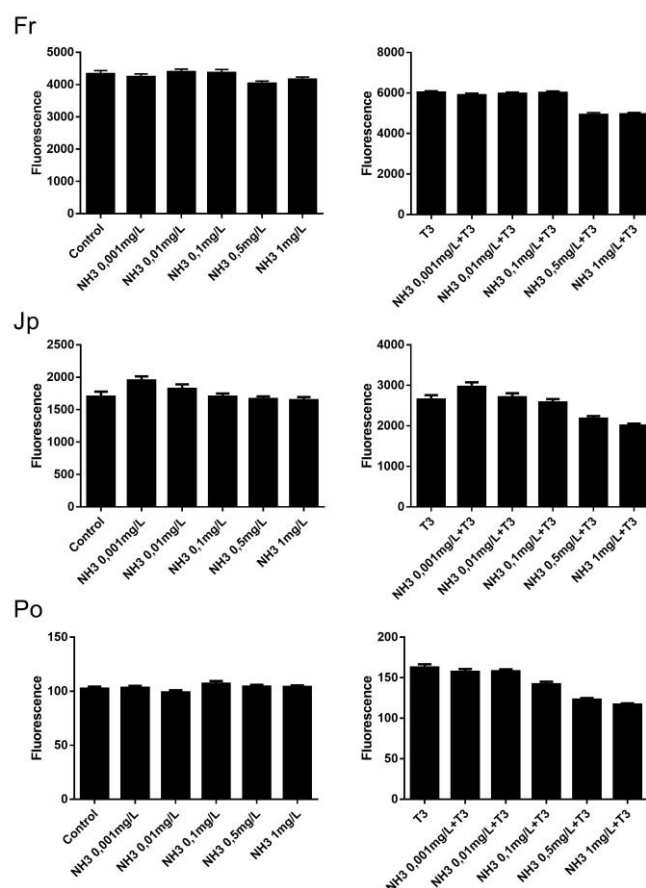 Fr
Fluorescence
5000
4000
3000
2000
1000
0
Control
NH3 0,001mg/L
NH3 0,01mg/L
NH3 0,1mg/L
NH3 0,5mg/L
NH3 1mg/L
Fluorescence
8000
6000
4000
2000
0
T3
NH3 0,001mg/L+T3
NH3 0,01mg/L+T3
NH3 0,1mg/L+T3
NH3 0,5mg/L+T3
NH3 1mg/L+T3
Jp
Fluorescence
2500
2000
1500
1000
500
0
Control
NH3 0,001mg/L
NH3 0,01mg/L
NH3 0,1mg/L
NH3 0,5mg/L
NH3 1mg/L
Fluorescence
4000
3000
2000
1000
0
T3
NH3 0,001mg/L+T3
NH3 0,01mg/L+T3
NH3 0,1mg/L+T3
NH3 0,5mg/L+T3
NH3 1mg/L+T3
Po
Fluorescence
150
100
50
0
Control
NH3 0,001mg/L
NH3 0,01mg/L
NH3 0,1mg/L
NH3 0,5mg/L
NH3 1mg/L
Fluorescence
200
150
100
50
0
T3
NH3 0,001mg/L+T3
NH3 0,01mg/L+T3
NH3 0,1mg/L+T3
NH3 0,5mg/L+T3
NH3 1mg/L+T3